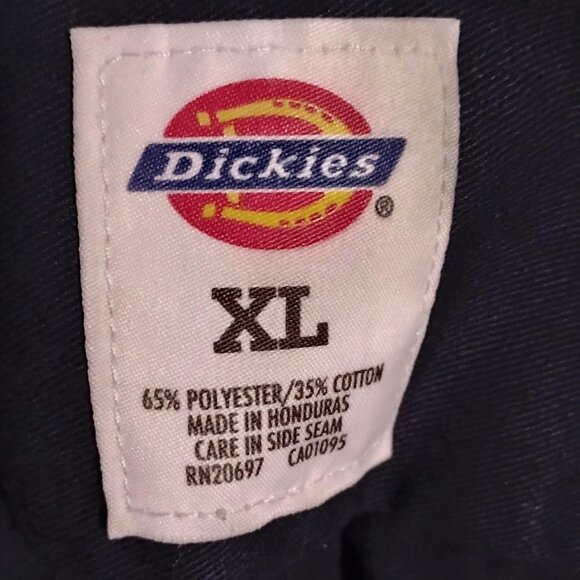 Dickies®
XL
65% POLYESTER/35% COTTON
MADE IN HONDURAS
CARE IN SIDE SEAM
RN20697 CA01095